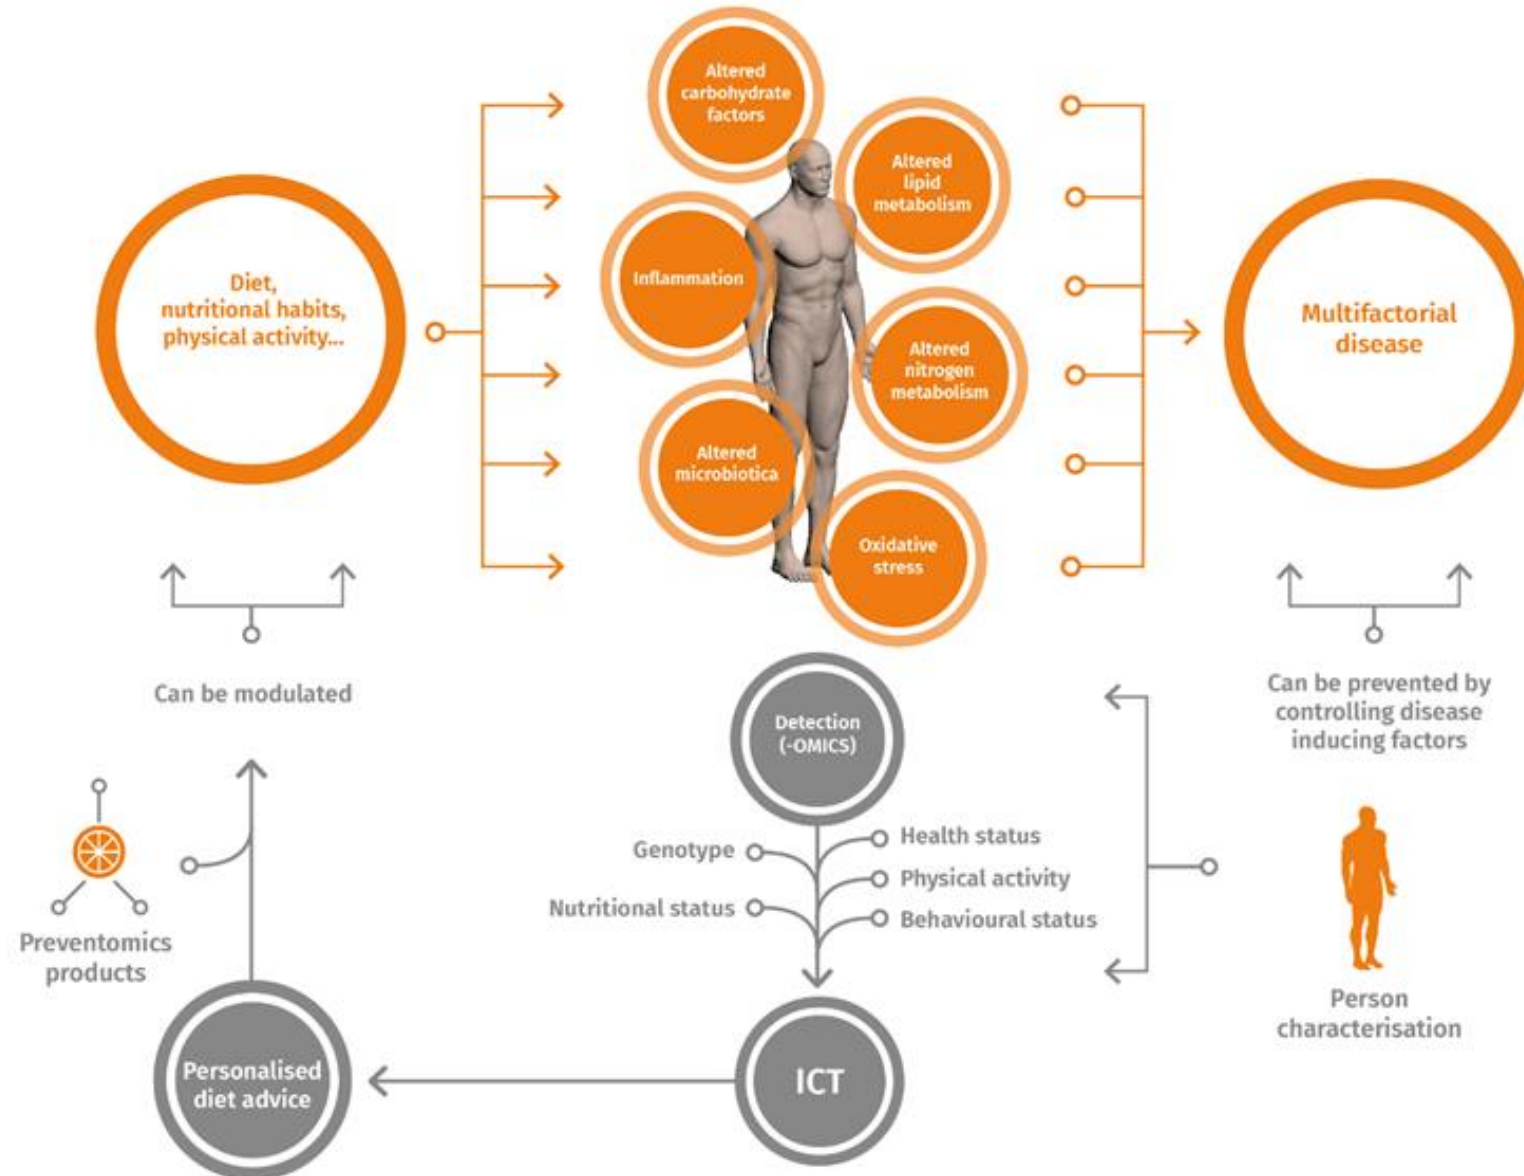 Altered
carbohydrate
factors
Altered
lipid
metabolism
Inflammation
Diet,
nutritional habits,
physical activity...
Multifactorial
disease
Altered
nitrogen
metabolism
Altered
microbiotica
Oxidative
stress
Can be modulated
Can be prevented by
controlling disease
inducing factors
Detection
(-OMICS)
Genotype
Health status
Physical activity
Nutritional status
Behavioural status
Preventomics
products
Person
characterisation
Personalised
diet advice
ICT